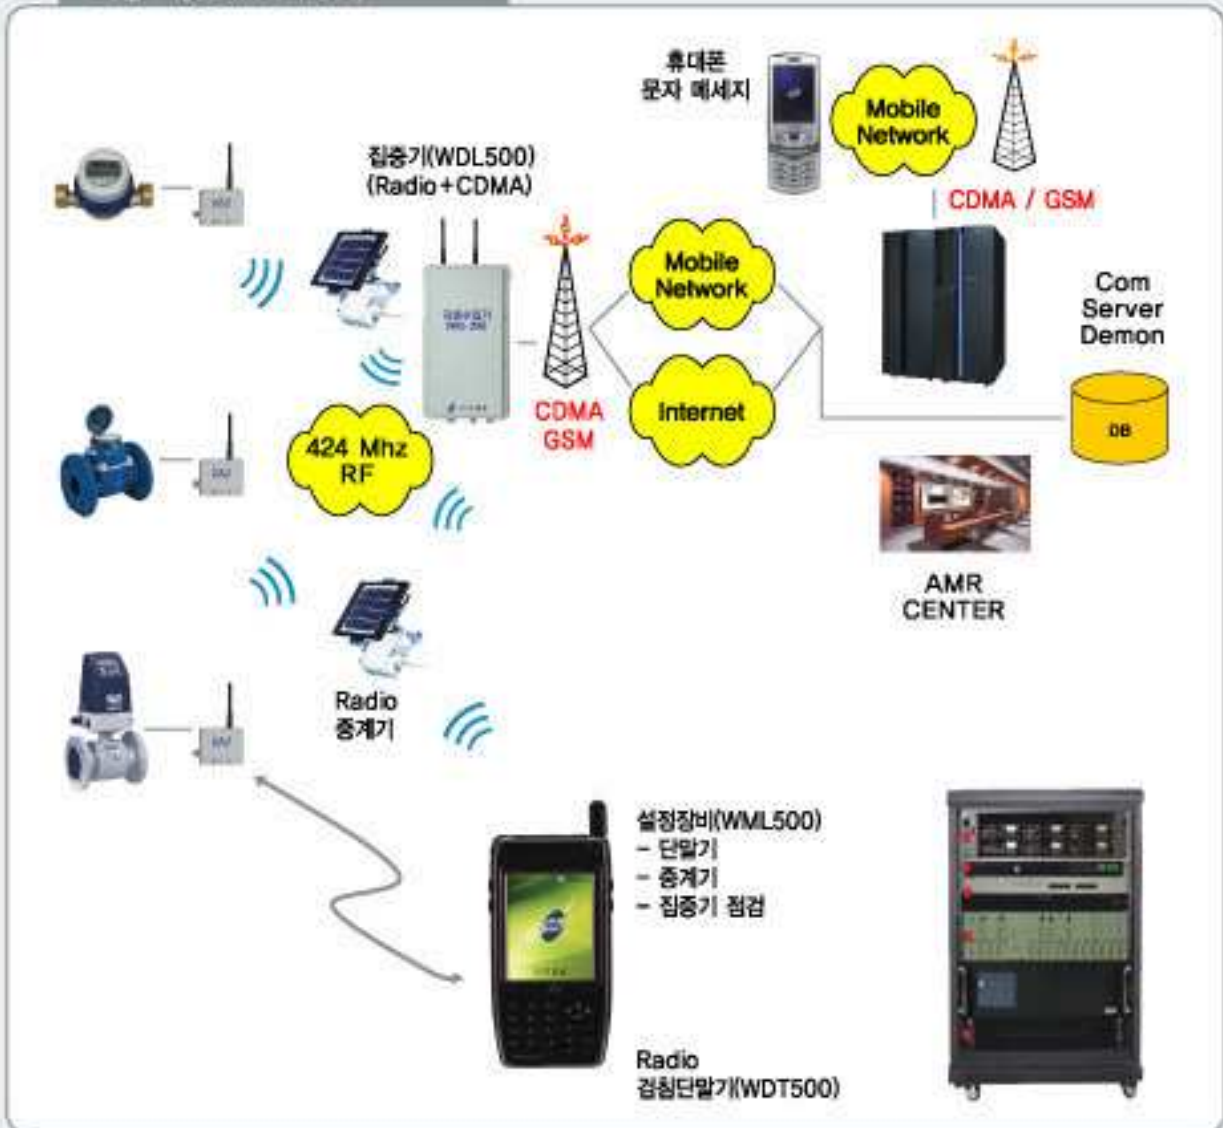 휴대폰
문자 메세지
Mobile
Network
CDMA / GSM
집중기(WDL500)
(Radio+CDMA)
Mobile
Network
Com
Server
Demon
CDMA
GSM
Internet
DB
424 Mhz
RF
AMR
CENTER
Radio
중계기
설정장비(WML500)
- 단말기
- 중계기
- 집중기 점검
Radio
검침단말기(WDT500)